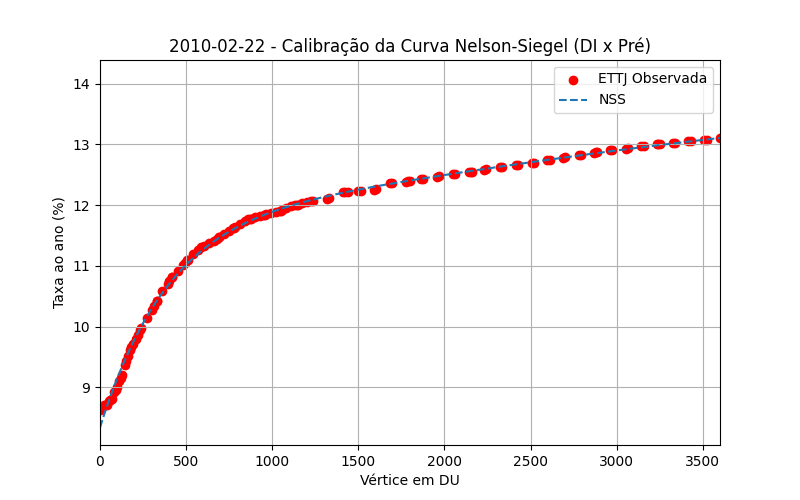 2010-02-22 - Calibração da Curva Nelson-Siegel (DI x Pré)
ETTJ Observada
NSS
Taxa ao ano (%)
14
13
12
11
10
9
0 500 1000 1500 2000 2500 3000 3500
Vértice em DU